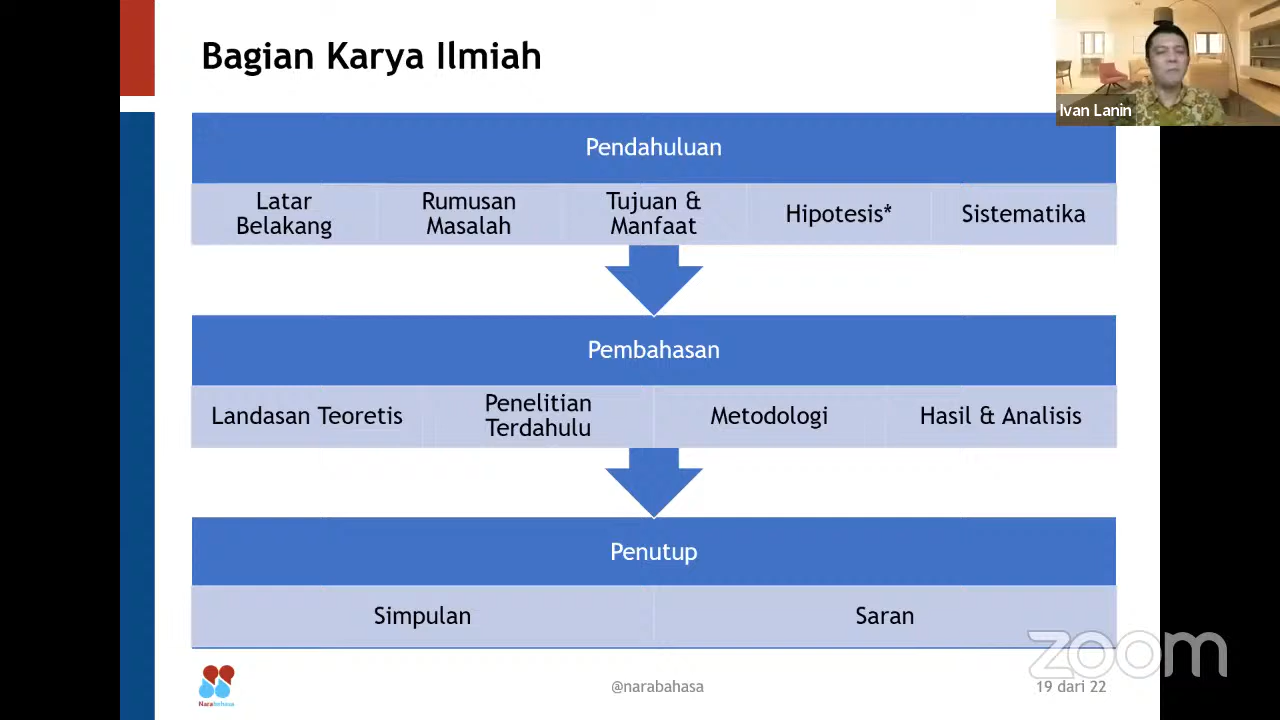 Bagian Karya Ilmiah
Ivan Lanin
Pendahuluan
Latar
Belakang
Rumusan
Masalah
Tujuan &
Manfaat
Hipotesis*
Sistematika
Pembahasan
Landasan Teoretis
Penelitian
Terdahulu
Metodologi
Hasil & Analisis
Penutup
Simpulan
Saran
zoom
Narabahasa
@narabahasa
19 dari 22